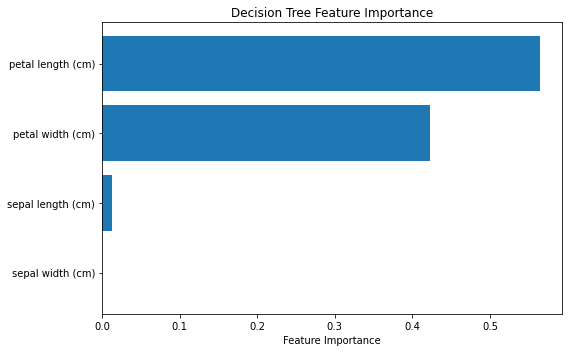 Decision Tree Feature Importance
petal length (cm)
petal width (cm)
sepal length (cm)
sepal width (cm)
0.0 0.1 0.2 0.3 0.4 0.5
Feature Importance